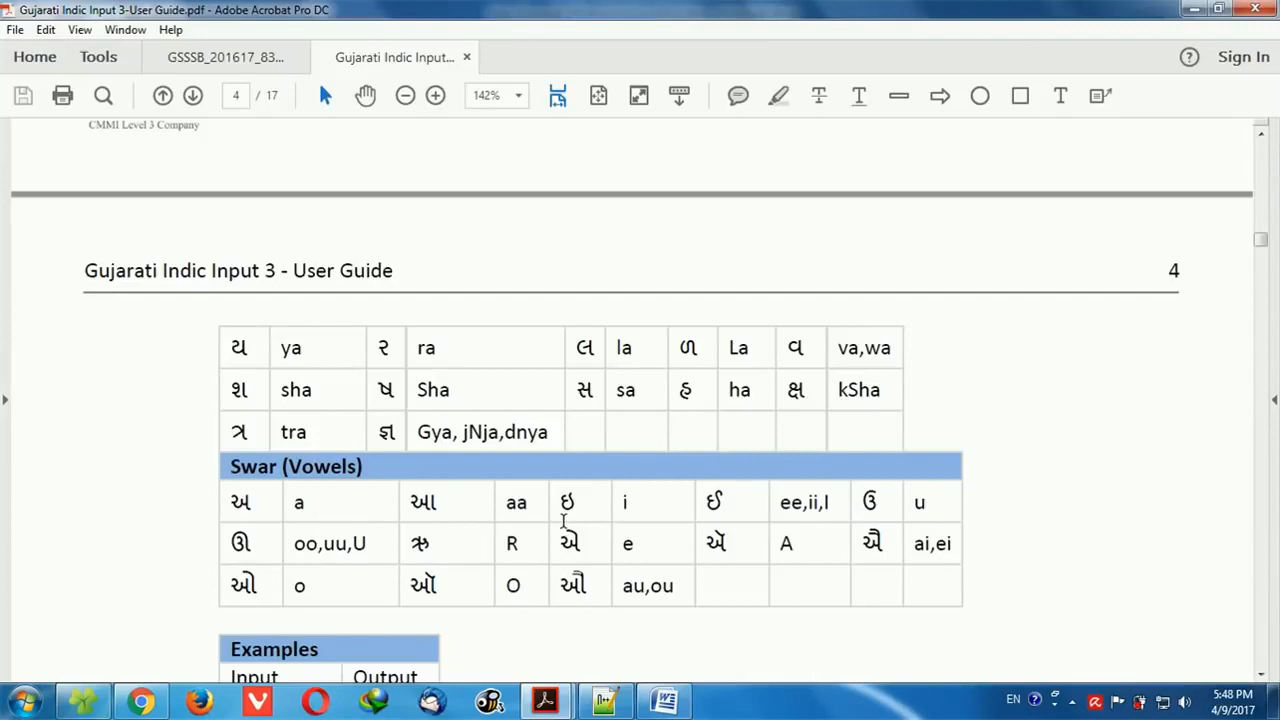 Gujarati Indic Input 3-User Guide.pdf - Adobe Acrobat Pro DC
File Edit View Window Help
Home Tools GSSSB_201617_83... Gujarati Indic Input... × Sign In
4 / 17 142%
CMMI Level 3 Company
Gujarati Indic Input 3 - User Guide 4
ય ya ર ra લ la ળ La વ va,wa
શ sha ષ Sha સ sa હ ha ક્ષ kSha
ત્ર tra જ્ઞ Gya, jNja,dnya
Swar (Vowels)
અ a આ aa ઇ i ઈ ee,ii,I ઉ u
ઊ oo,uu,U ઋ R એ e ઍ A ઐ ai,ei
ઓ o ઑ O ઔ au,ou
Examples
Input Output
EN 5:48 PM
4/9/2017